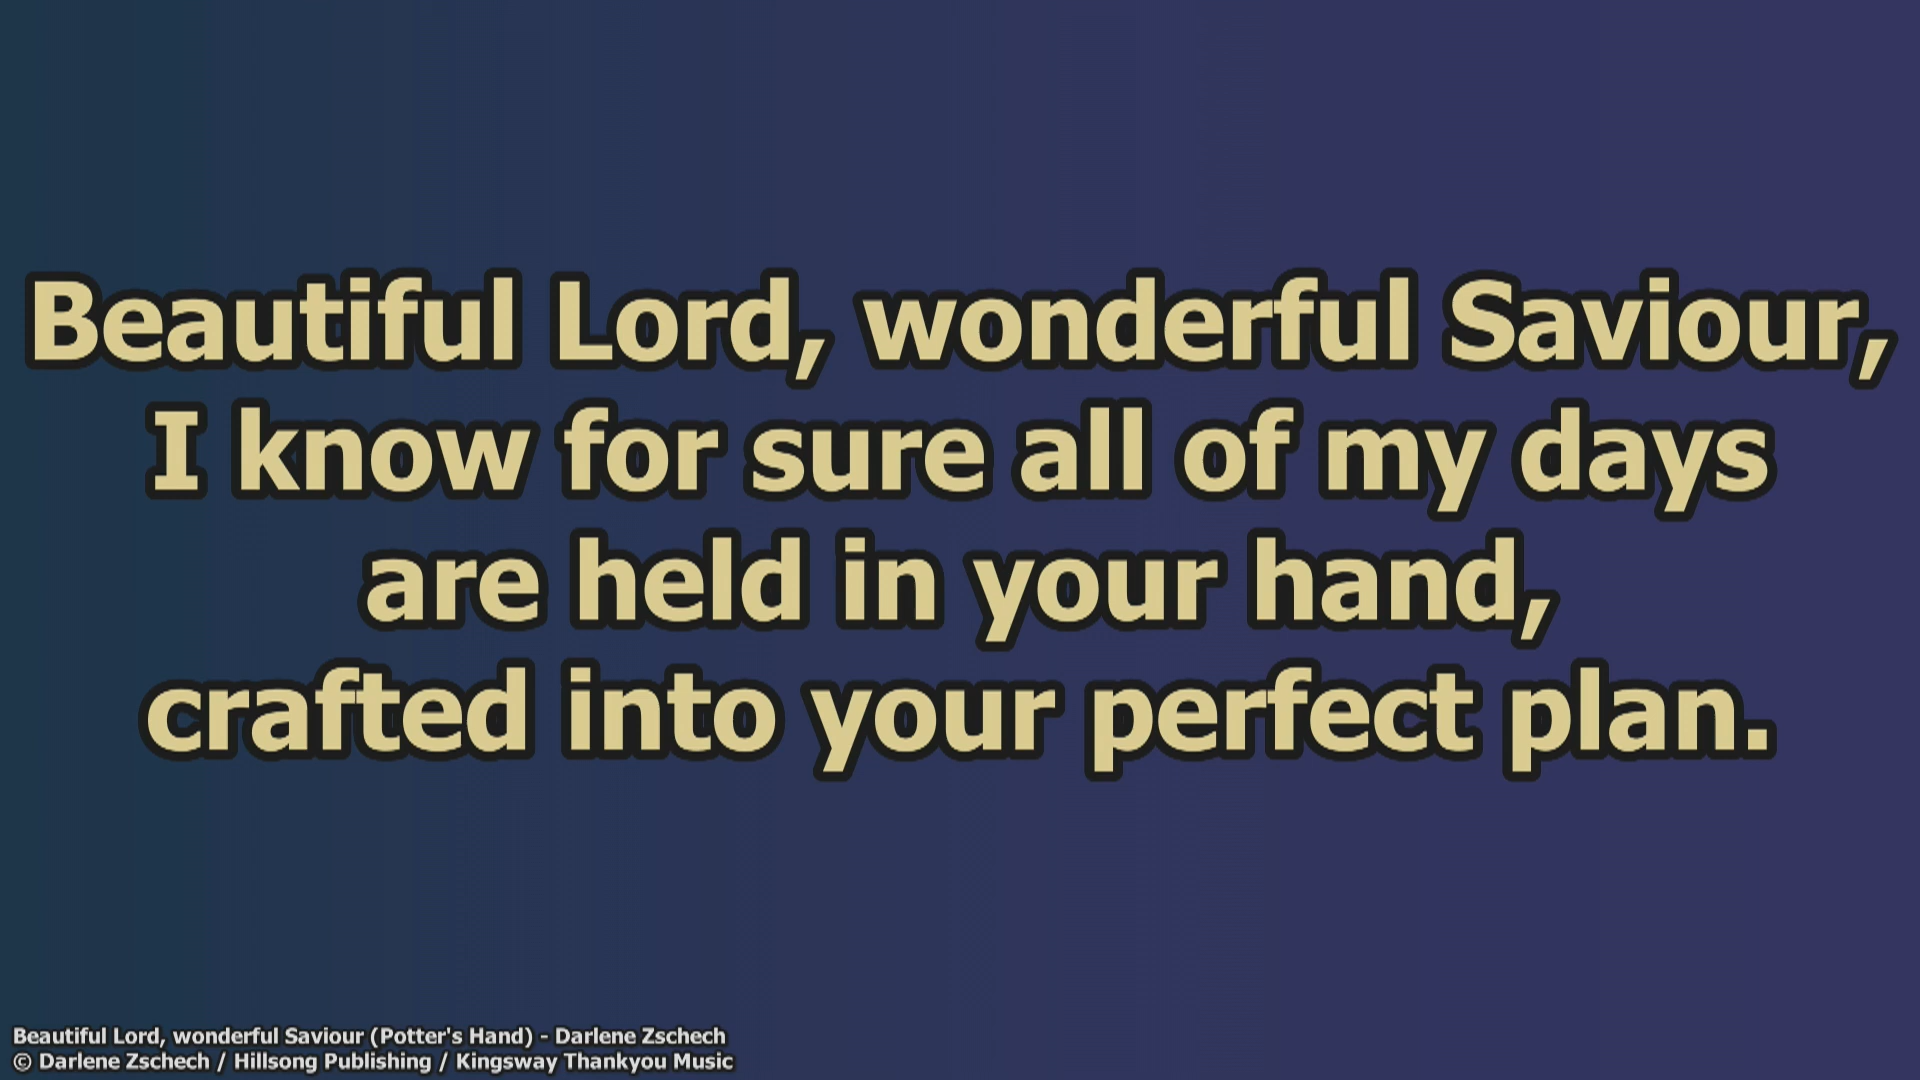 Beautiful Lord, wonderful Saviour,
I know for sure all of my days
are held in your hand,
crafted into your perfect plan.
Beautiful Lord, wonderful Saviour (Potter's Hand) - Darlene Zschech
© Darlene Zschech / Hillsong Publishing / Kingsway Thankyou Music